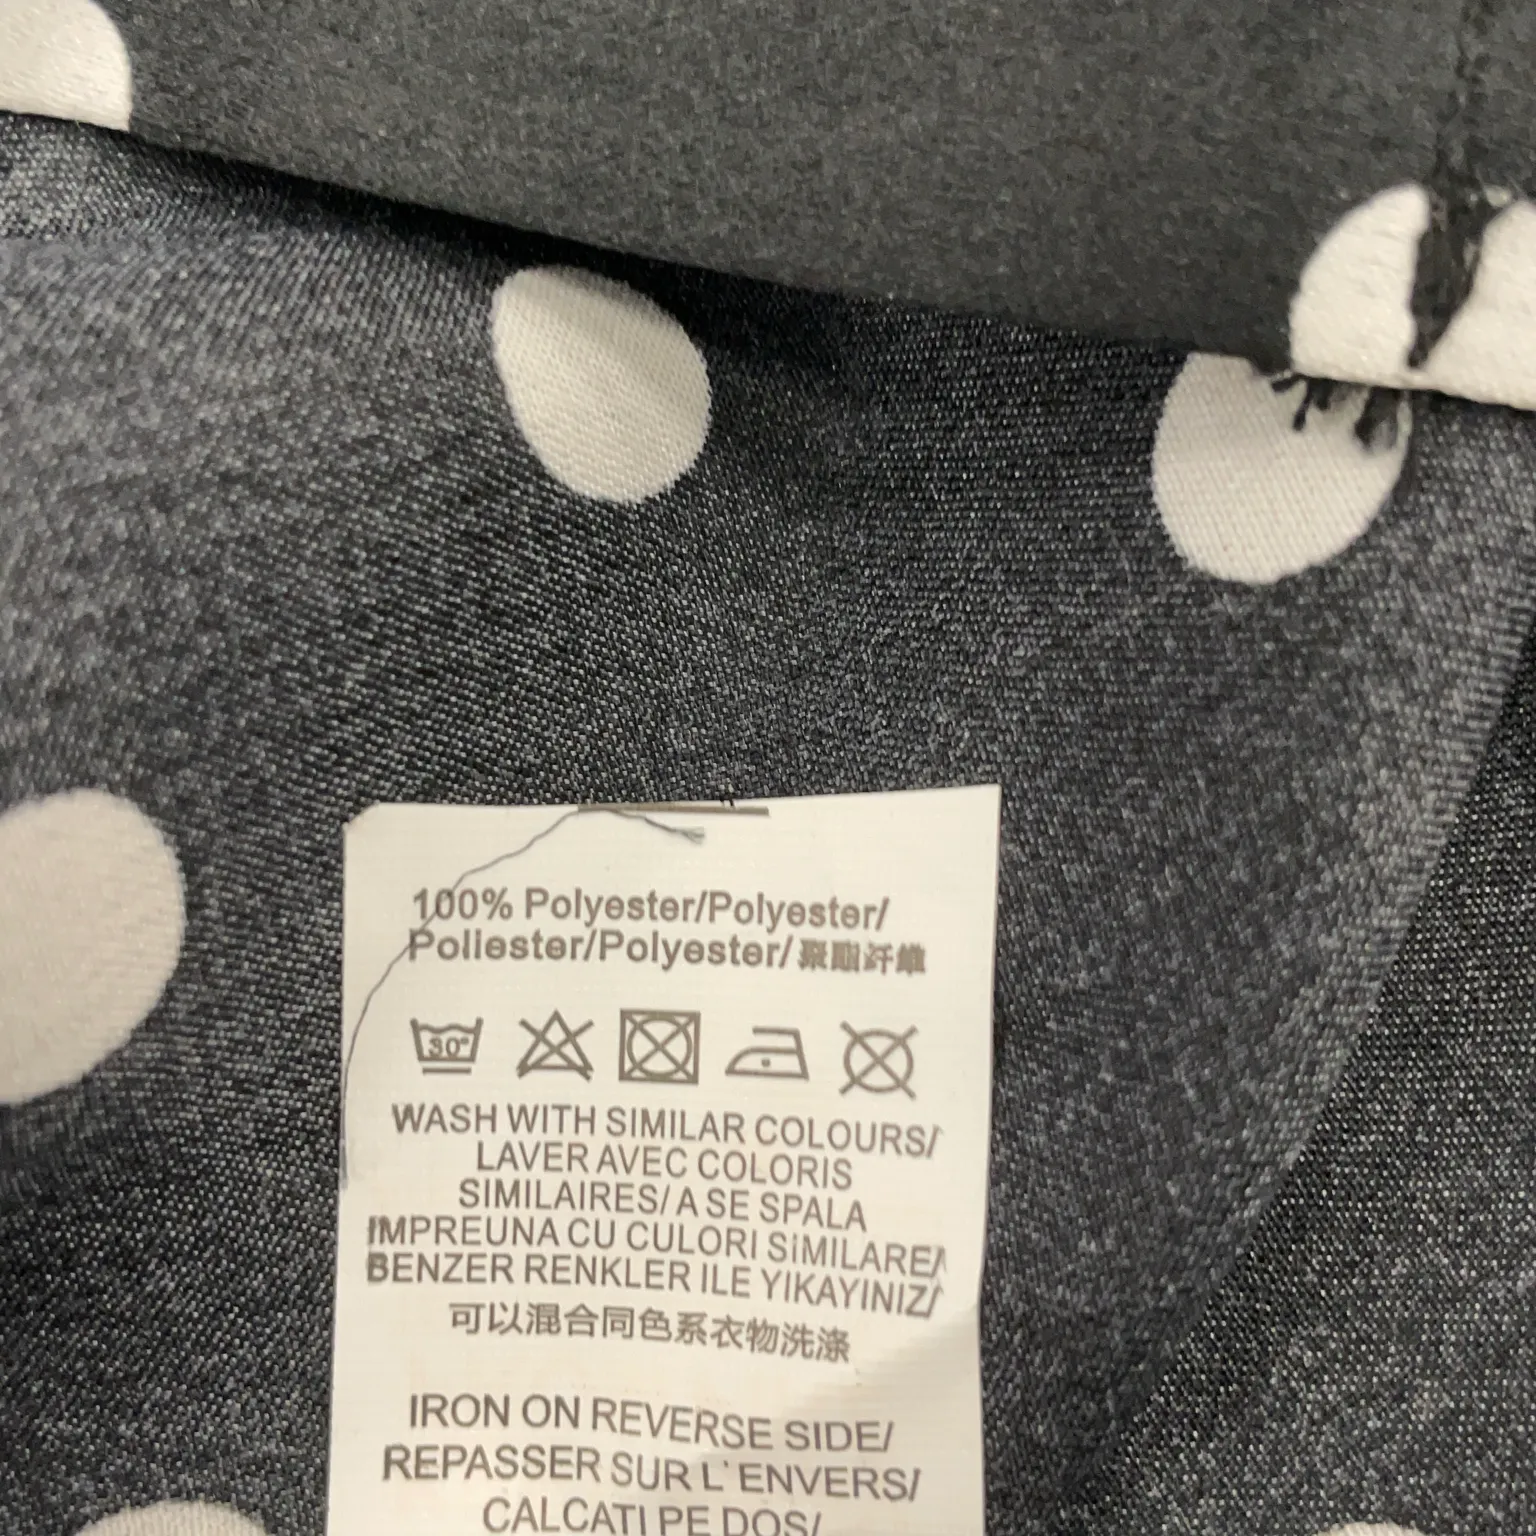 100% Polyester/Polyester/
Poliester/Polyester/聚酯纤维
30°
WASH WITH SIMILAR COLOURS/
LAVER AVEC COLORIS
SIMILAIRES/ A SE SPALA
IMPREUNA CU CULORI SIMILARE/
BENZER RENKLER ILE YIKAYINIZ/
可以混合同色系衣物洗涤
IRON ON REVERSE SIDE/
REPASSER SUR L'ENVERS/
CALCATI PE DOS/